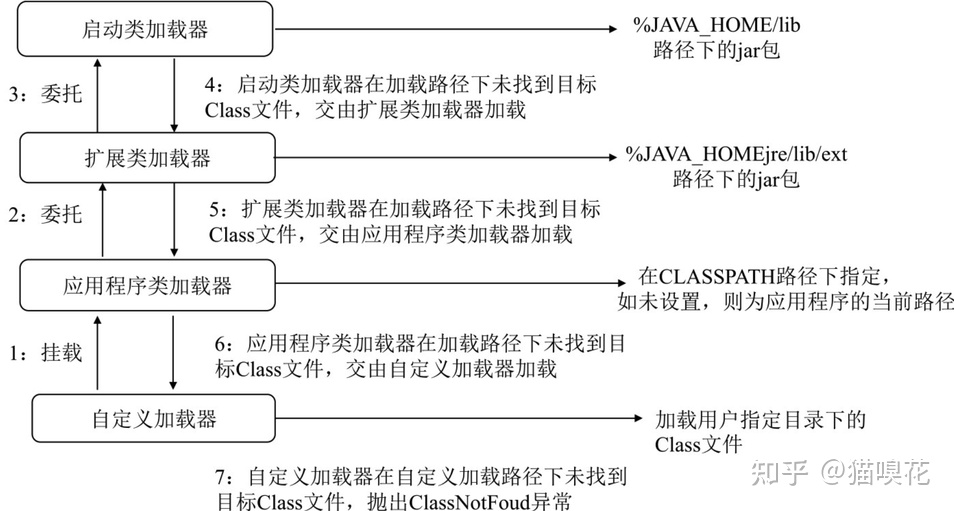 启动类加载器
%JAVA_HOME/lib
路径下的jar包
3：委托
4：启动类加载器在加载路径下未找到目标
Class文件，交由扩展类加载器加载
扩展类加载器
%JAVA_HOMEjre/lib/ext
路径下的jar包
2：委托
5：扩展类加载器在加载路径下未找到目标
Class文件，交由应用程序类加载器加载
应用程序类加载器
在CLASSPATH路径下指定，
如未设置，则为应用程序的当前路径
1：挂载
6：应用程序类加载器在加载路径下未找到目
标Class文件，交由自定义加载器加载
自定义加载器
加载用户指定目录下的
Class文件
7：自定义加载器在自定义加载路径下未找到
目标Class文件，抛出ClassNotFoud异常
知乎 @猫嗅花